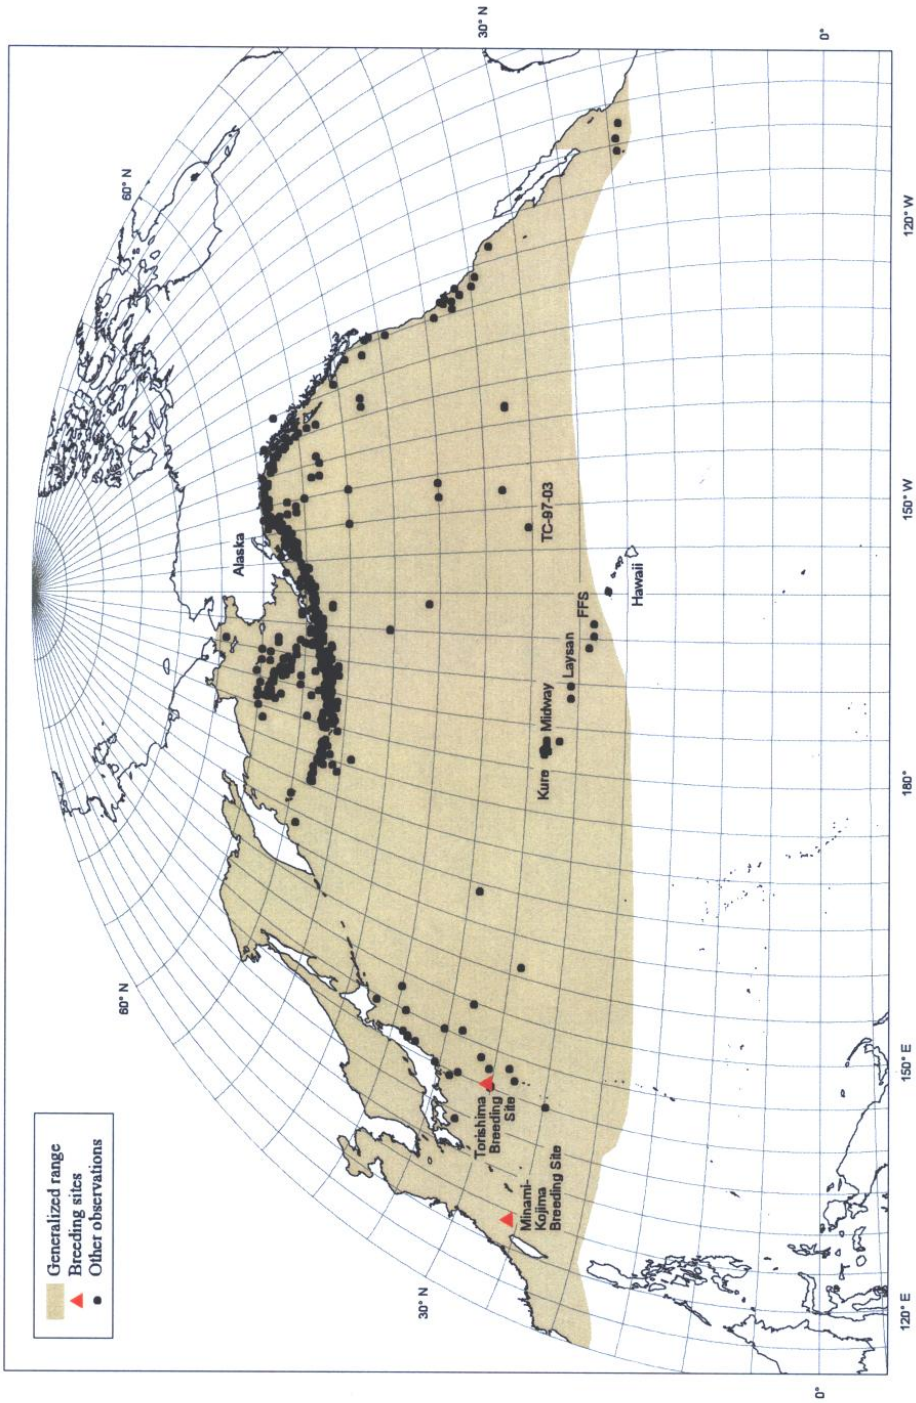 Generalized range
Breeding sites
Other observations
60° N
60° N
30° N
30° N
0°
0°
Alaska
TC-97-03
Hawaii
FFS
Laysan
Midway
Kure
Torishima
Breeding
Site
Minami-
Kojima
Breeding Site
120° E
150° E
180°
150° W
120° W